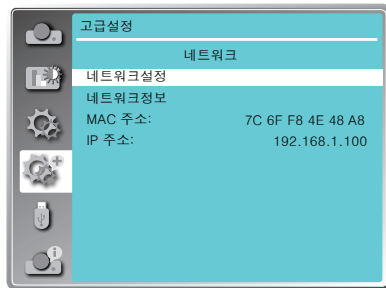 고급설정
네트워크
네트워크설정
네트워크정보
MAC 주소: 7C 6F F8 4E 48 A8
IP 주소: 192.168.1.100